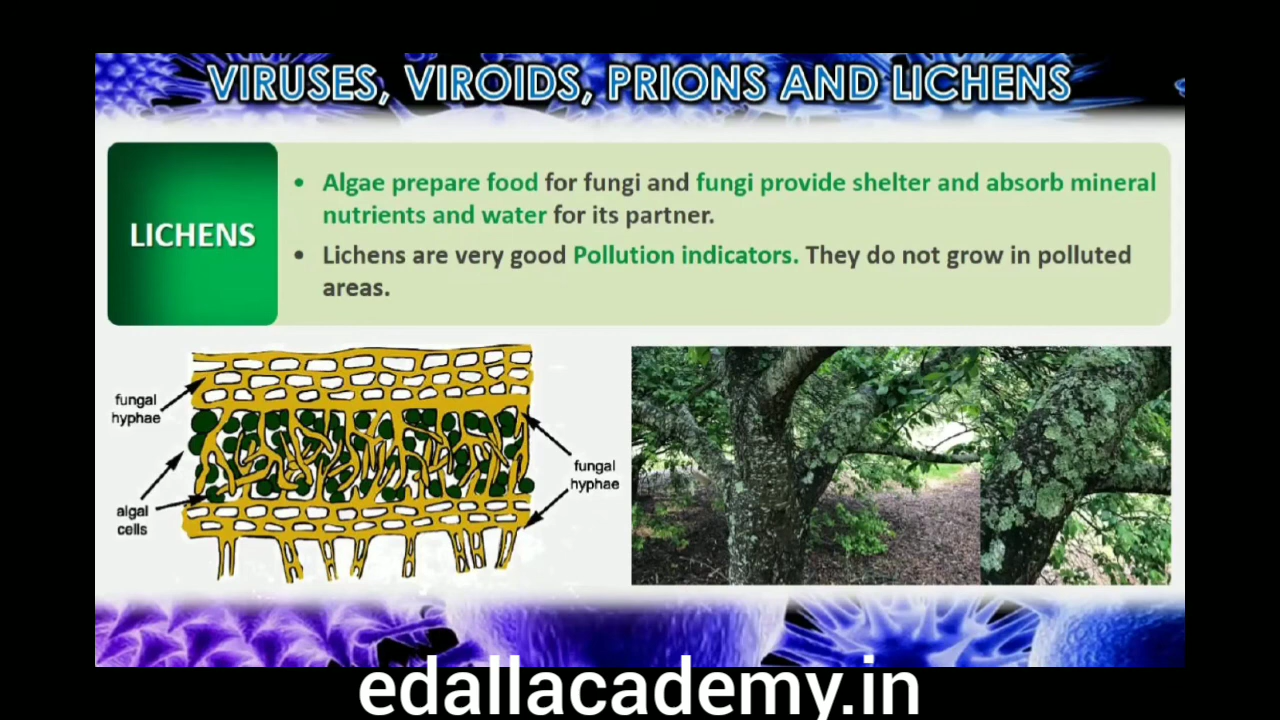 VIRUSES, VIROIDS, PRIONS AND LICHENS
LICHENS
• Algae prepare food for fungi and fungi provide shelter and absorb mineral
nutrients and water for its partner.
• Lichens are very good Pollution indicators. They do not grow in polluted
areas.
fungal
hyphae
algal
cells
fungal
hyphae
edallacademy.in